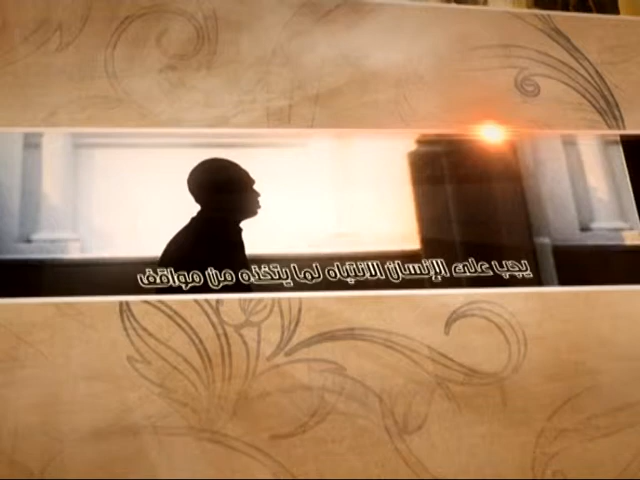 يجب على الإنسان الانتباه لما يتخذه من مواقف